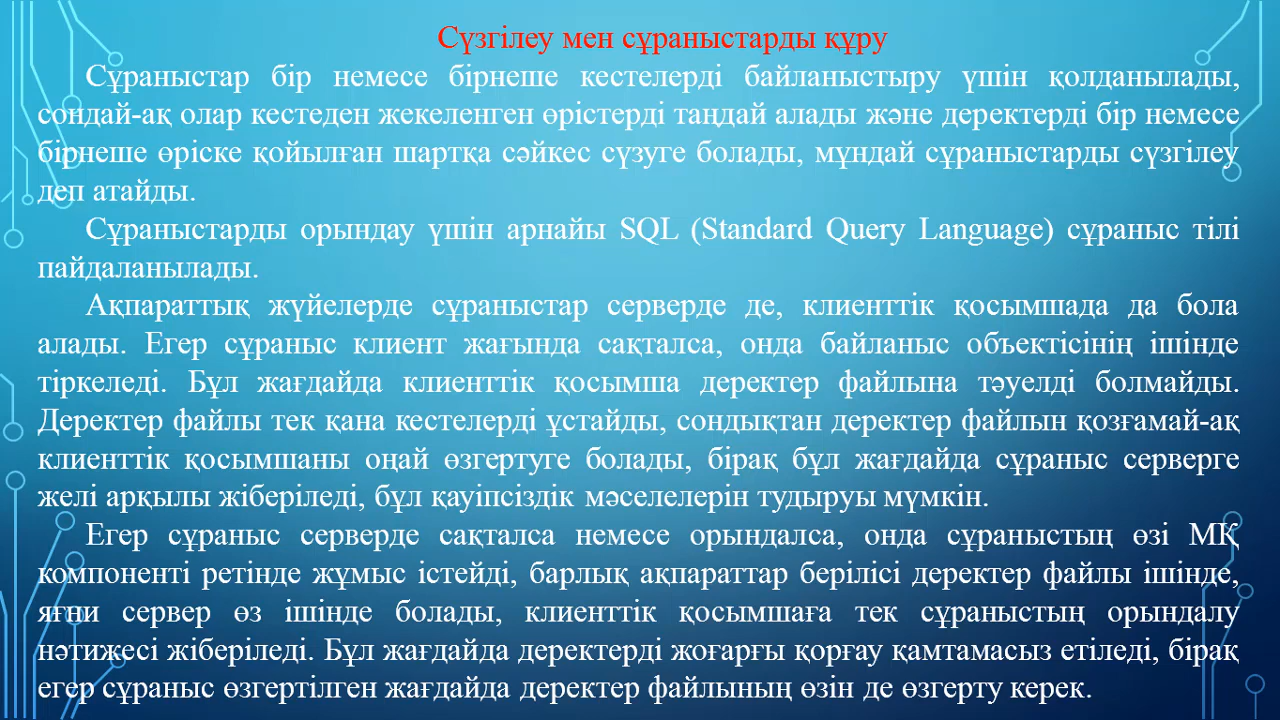 Сүзгілеу мен сұраныстарды құру
Сұраныстар бір немесе бірнеше кестелерді байланыстыру үшін қолданылады,
сондай-ақ олар кестеден жекеленген өрістерді таңдай алады және деректерді бір немесе
бірнеше өріске қойылған шартқа сәйкес сүзуге болады, мұндай сұраныстарды сүзгілеу
деп атайды.
Сұраныстарды орындау үшін арнайы SQL (Standard Query Language) сұраныс тілі
пайдаланылады.
Ақпараттық жүйелерде сұраныстар серверде де, клиенттік қосымшада да бола
алады. Егер сұраныс клиент жағында сақталса, онда байланыс объектісінің ішінде
тіркеледі. Бұл жағдайда клиенттік қосымша деректер файлына тәуелді болмайды.
Деректер файлы тек қана кестелерді ұстайды, сондықтан деректер файлын қозғамай-ақ
клиенттік қосымшаны оңай өзгертуге болады, бірақ бұл жағдайда сұраныс серверге
желі арқылы жіберіледі, бұл қауіпсіздік мәселелерін тудыруы мүмкін.
Егер сұраныс серверде сақталса немесе орындалса, онда сұраныстың өзі МҚ
компоненті ретінде жұмыс істейді, барлық ақпараттар берілісі деректер файлы ішінде,
яғни сервер өз ішінде болады, клиенттік қосымшаға тек сұраныстың орындалу
нәтижесі жіберіледі. Бұл жағдайда деректерді жоғарғы қорғау қамтамасыз етіледі, бірақ
егер сұраныс өзгертілген жағдайда деректер файлының өзін де өзгерту керек.